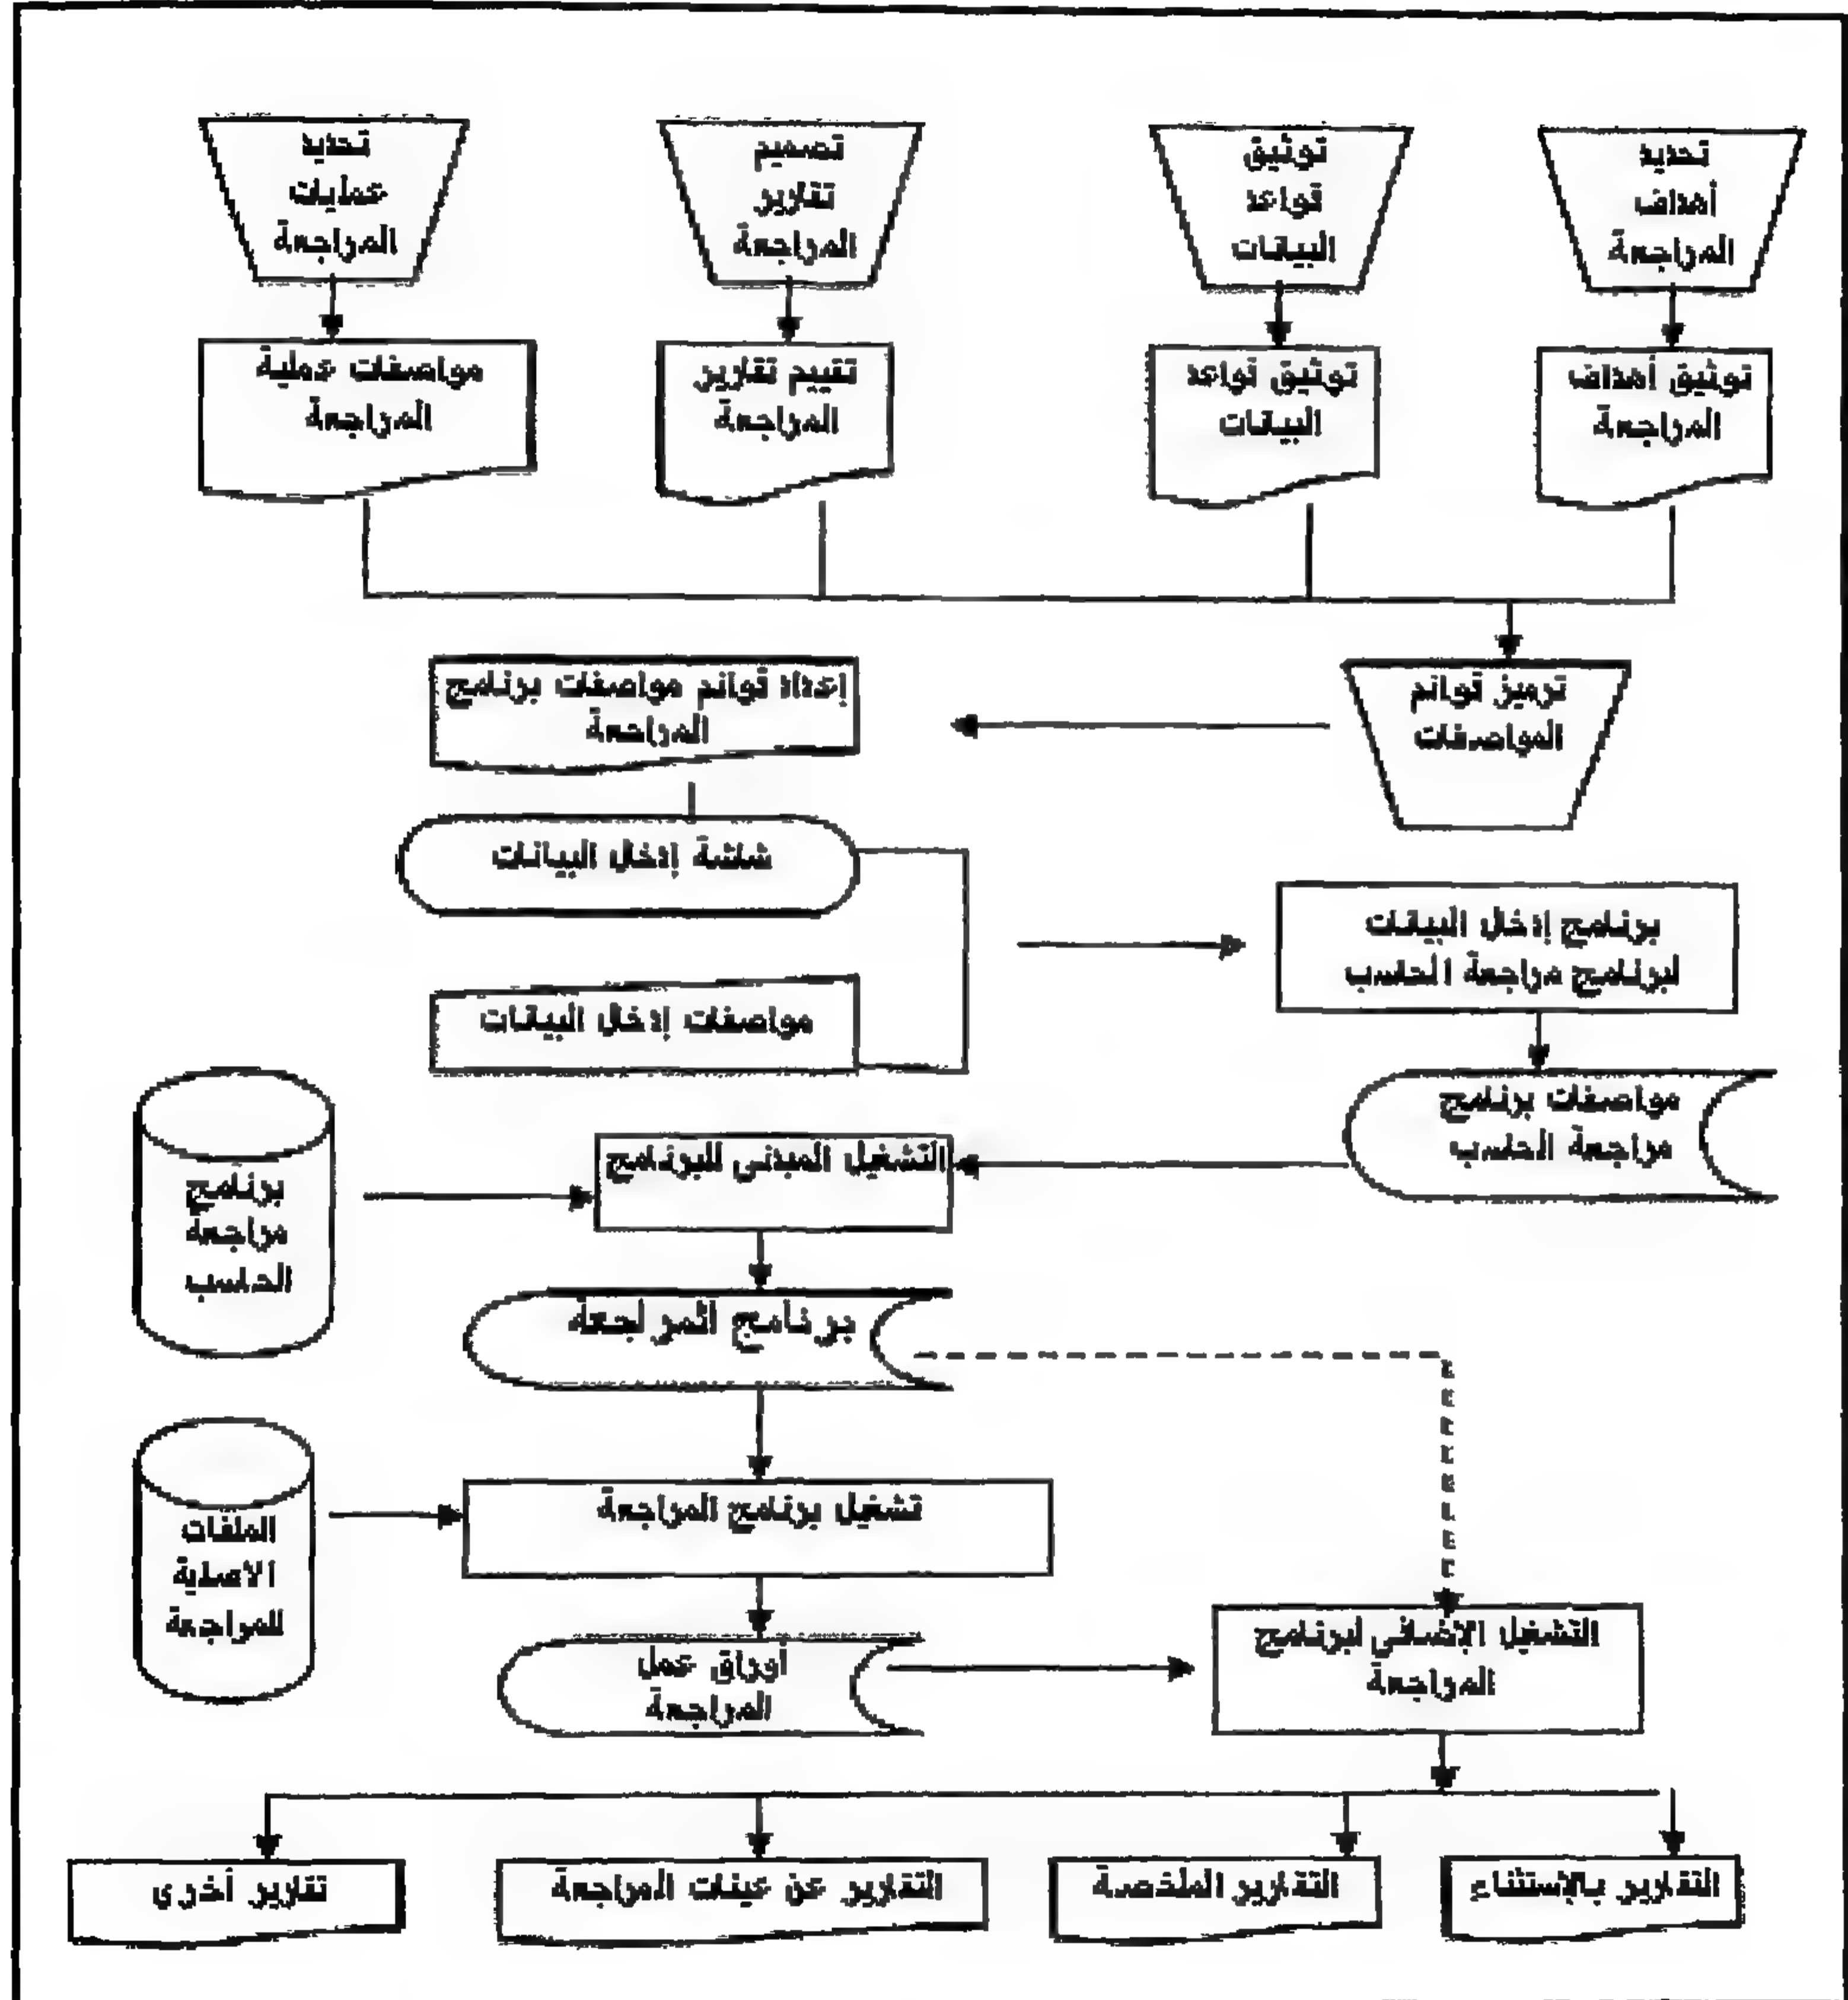 تحديد
أهداف
المراجعة
توثيق
قواعد
البيانات
تصميم
تقارير
المراجعة
تحديد
عمليات
المراجعة
توثيق أهداف
المراجعة
توثيق قواعد
البيانات
تقييم تقارير
المراجعة
مواصفات عملية
المراجعة
ترميز قوائم
المواصفات
إعداد قوائم مواصفات برنامج
المراجعة
شاشة إدخال البيانات
برنامج إدخال البيانات
لبرنامج مراجعة الحاسب
مواصفات إدخال البيانات
مواصفات برنامج
مراجعة الحاسب
التشغيل المبدئى للبرنامج
برنامج
مراجعة
الحاسب
برنامج المراجعة
تشغيل برنامج المراجعة
الملفات
الأصلية
للمراجعة
التشغيل الإضافى لبرنامج
المراجعة
أوراق عمل
المراجعة
التقارير بالإستثناء
التقارير الملخصة
التقارير عن عينات المراجعة
تقارير أخرى